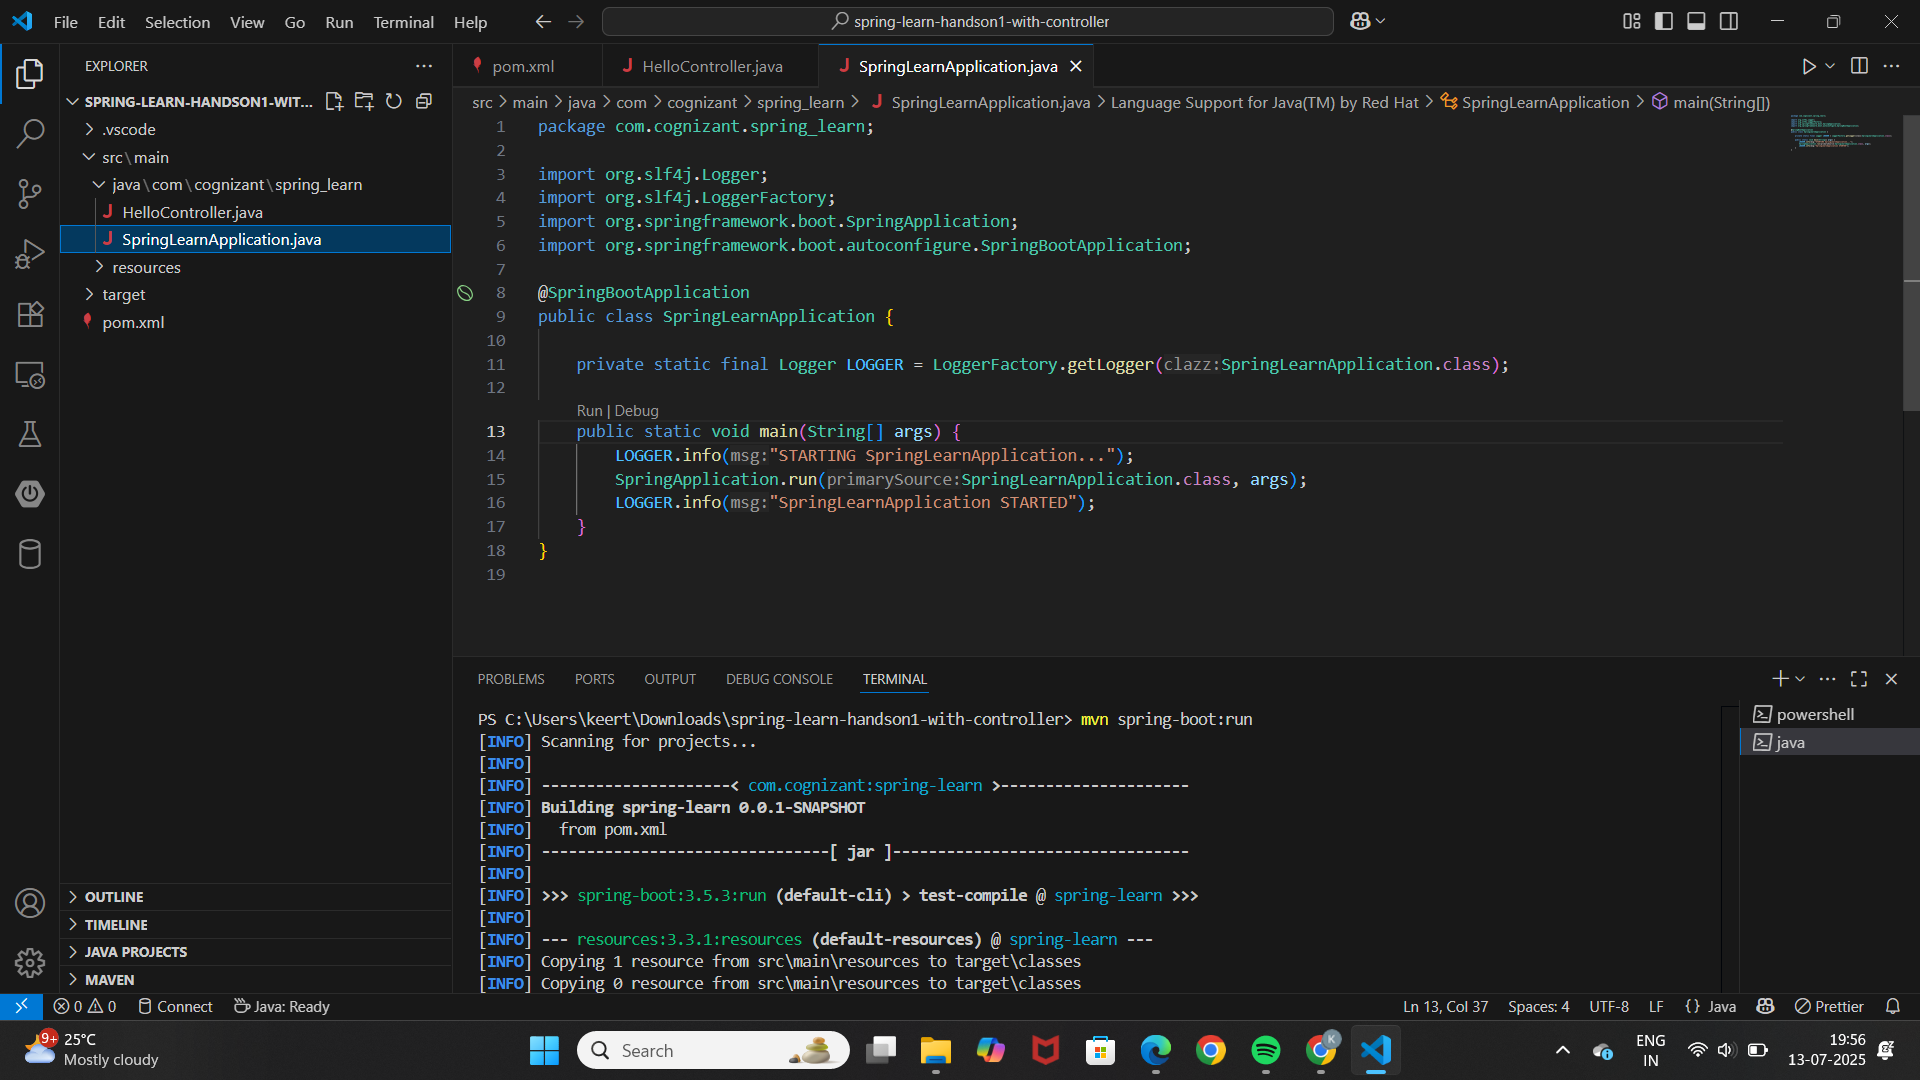 File Edit Selection View Go Run Terminal Help
spring-learn-handson1-with-controller
EXPLORER
SPRING-LEARN-HANDSON1-WIT...
.vscode
src\main
java\com\cognizant\spring_learn
HelloController.java
SpringLearnApplication.java
resources
target
pom.xml
OUTLINE
TIMELINE
JAVA PROJECTS
MAVEN
pom.xml HelloController.java SpringLearnApplication.java
src > main > java > com > cognizant > spring_learn > SpringLearnApplication.java > Language Support for Java(TM) by Red Hat > SpringLearnApplication > main(String[])
1 package com.cognizant.spring_learn;
2
3 import org.slf4j.Logger;
4 import org.slf4j.LoggerFactory;
5 import org.springframework.boot.SpringApplication;
6 import org.springframework.boot.autoconfigure.SpringBootApplication;
7
8 @SpringBootApplication
9 public class SpringLearnApplication {
10
11 private static final Logger LOGGER = LoggerFactory.getLogger(clazz:SpringLearnApplication.class);
12
Run | Debug
13 public static void main(String[] args) {
14 LOGGER.info(msg:"STARTING SpringLearnApplication...");
15 SpringApplication.run(primarySource:SpringLearnApplication.class, args);
16 LOGGER.info(msg:"SpringLearnApplication STARTED");
17 }
18 }
19
PROBLEMS PORTS OUTPUT DEBUG CONSOLE TERMINAL
PS C:\Users\keert\Downloads\spring-learn-handson1-with-controller> mvn spring-boot:run
[INFO] Scanning for projects...
[INFO]
[INFO] ---------------------< com.cognizant:spring-learn >---------------------
[INFO] Building spring-learn 0.0.1-SNAPSHOT
[INFO] from pom.xml
[INFO] --------------------------------[ jar ]---------------------------------
[INFO]
[INFO] >>> spring-boot:3.5.3:run (default-cli) > test-compile @ spring-learn >>>
[INFO]
[INFO] --- resources:3.3.1:resources (default-resources) @ spring-learn ---
[INFO] Copying 1 resource from src\main\resources to target\classes
[INFO] Copying 0 resource from src\main\resources to target\classes
powershell
java
0 0 Connect Java: Ready
Ln 13, Col 37 Spaces: 4 UTF-8 LF {} Java Prettier
9+
25°C
Mostly cloudy
Search
K
ENG
IN
19:56
13-07-2025